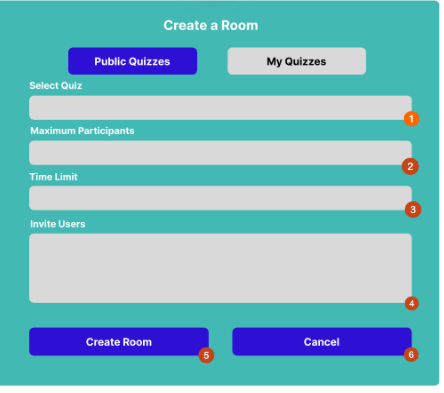 Create a Room
Public Quizzes
My Quizzes
Select Quiz
1
Maximum Participants
2
Time Limit
3
Invite Users
4
Create Room
5
Cancel
6